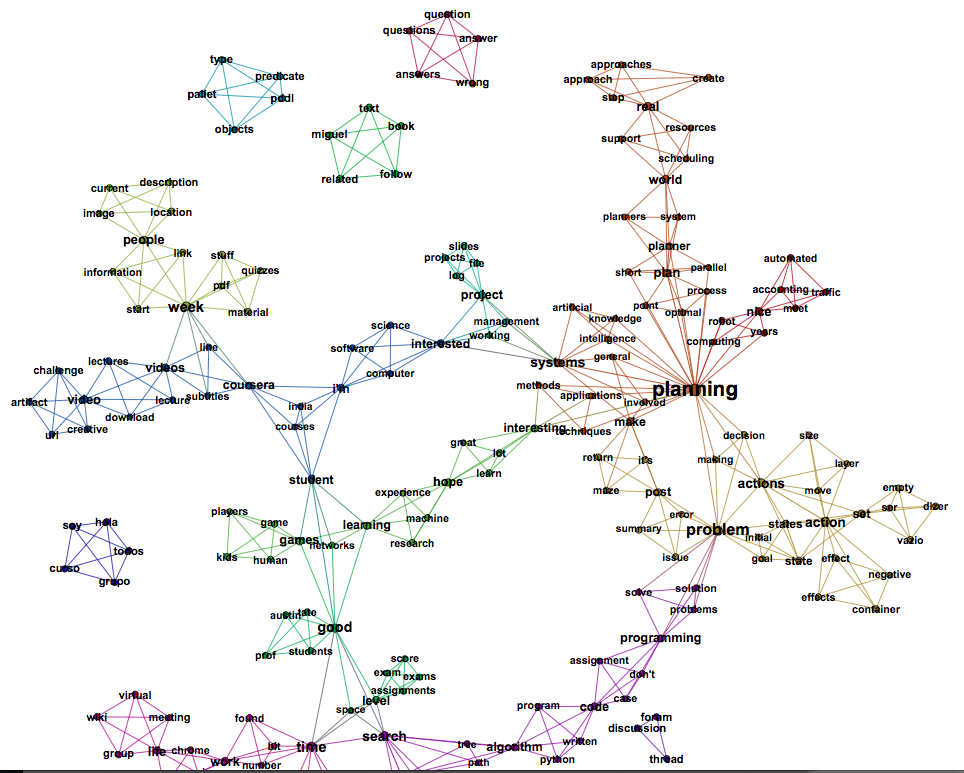 question
questions
answer
answers
wrong
type
predicate
pallet
pddl
objects
text
book
miguel
related
follow
approaches
approach
create
stop
real
support
resources
scheduling
world
planners
system
planner
short
plan
parallel
process
point
optimal
automated
accounting
traffic
nice
meet
robot
years
computing
current
description
image
location
people
link
stuff
information
quizzes
pdf
start
week
material
slides
projects
file
log
project
management
working
interested
science
software
computer
i'm
artificial
knowledge
intelligence
general
systems
methods
applications
involved
planning
make
techniques
interesting
lectures
line
challenge
videos
coursera
artifact
video
lecture
subtitles
download
creative
url
india
courses
student
great
lot
learn
hope
experience
machine
learning
research
return
it's
maze
post
error
summary
issue
problem
decision
making
size
layer
actions
move
empty
set
ser
dizer
states
action
vazio
initial
goal
state
effect
negative
effects
container
players
game
games
networks
kids
human
soy
hola
todos
curso
grupo
solve
solution
problems
programming
austin
tate
good
prof
students
score
exam
exams
assignments
level
space
assignment
don't
case
code
program
forum
discussion
written
thread
python
algorithm
tree
path
search
time
found
bit
number
work
virtual
wiki
meeting
group
life
chrome